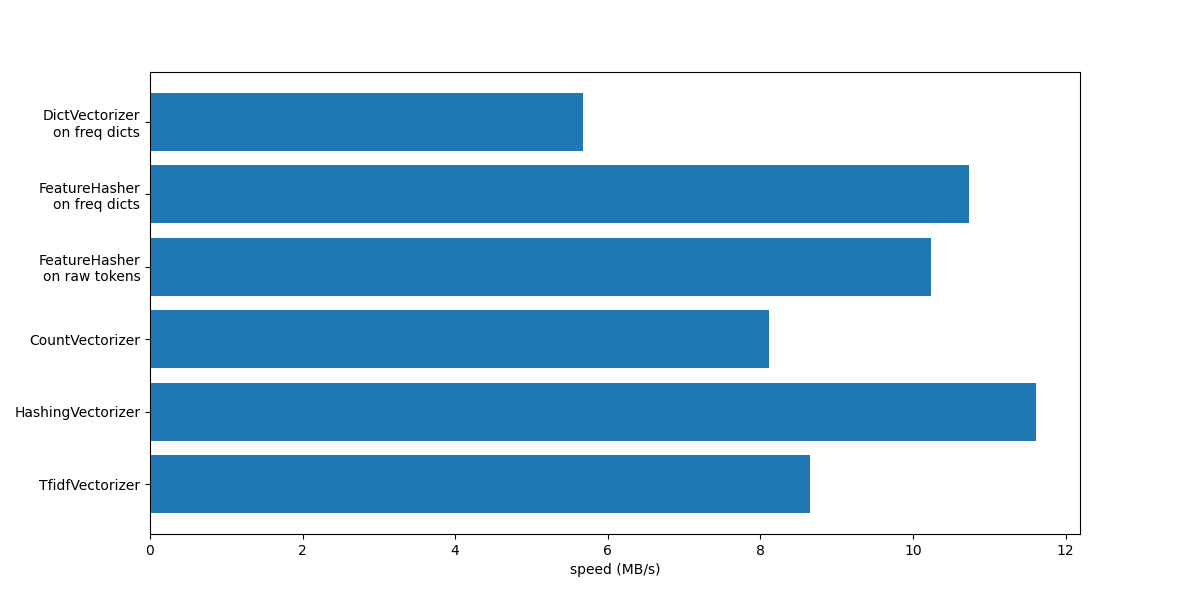 DictVectorizer
on freq dicts
FeatureHasher
on freq dicts
FeatureHasher
on raw tokens
CountVectorizer
HashingVectorizer
TfidfVectorizer
0 2 4 6 8 10 12
speed (MB/s)